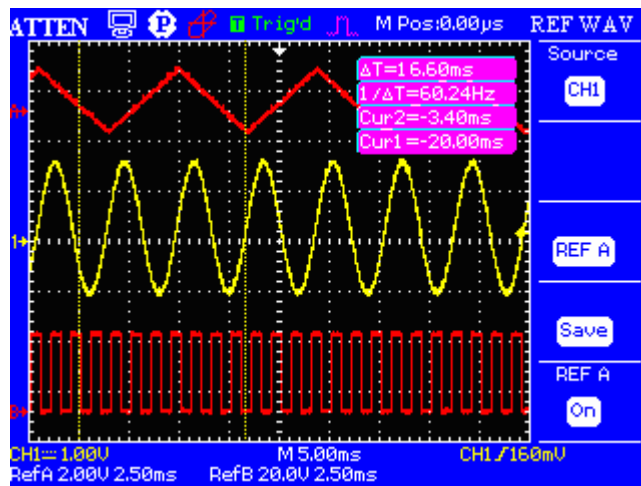 ATTEN P T Trig'd M Pos:0.00µs REF WAV
Source
CH1
ΔT=16.60ms
1/ΔT=60.24Hz
Cur2=-3.40ms
Cur1=-20.00ms
A
1
REF A
Save
REF A
On
B
CH1 1.00V M 5.00ms CH1 160mV
RefA 2.00V 2.50ms RefB 20.0V 2.50ms